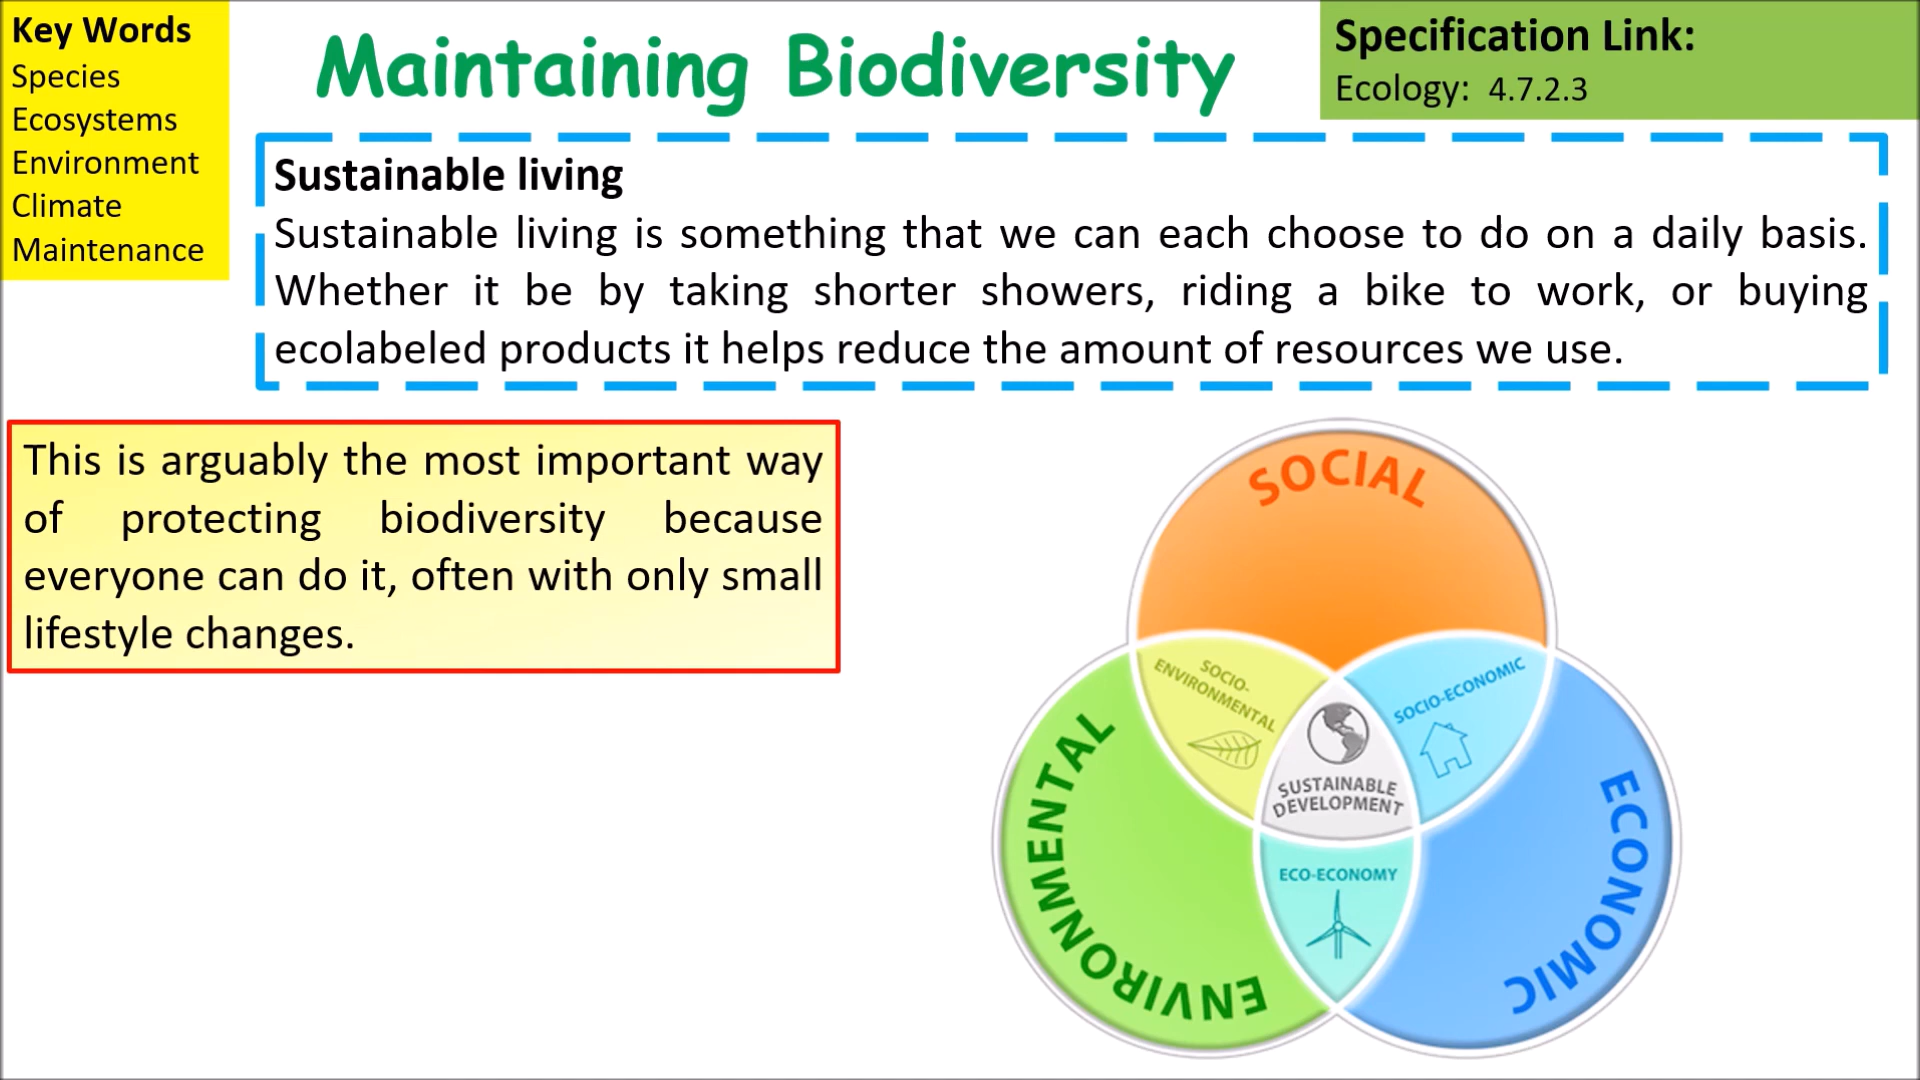 Key Words
Species
Ecosystems
Environment
Climate
Maintenance
Maintaining Biodiversity
Specification Link:
Ecology: 4.7.2.3
Sustainable living
Sustainable living is something that we can each choose to do on a daily basis.
Whether it be by taking shorter showers, riding a bike to work, or buying
ecolabeled products it helps reduce the amount of resources we use.
This is arguably the most important way
of protecting biodiversity because
everyone can do it, often with only small
lifestyle changes.
SOCIAL
SOCIO-
ENVIRONMENTAL
SOCIO-ECONOMIC
SUSTAINABLE
DEVELOPMENT
ENVIRONMENTAL
ECONOMIC
ECO-ECONOMY